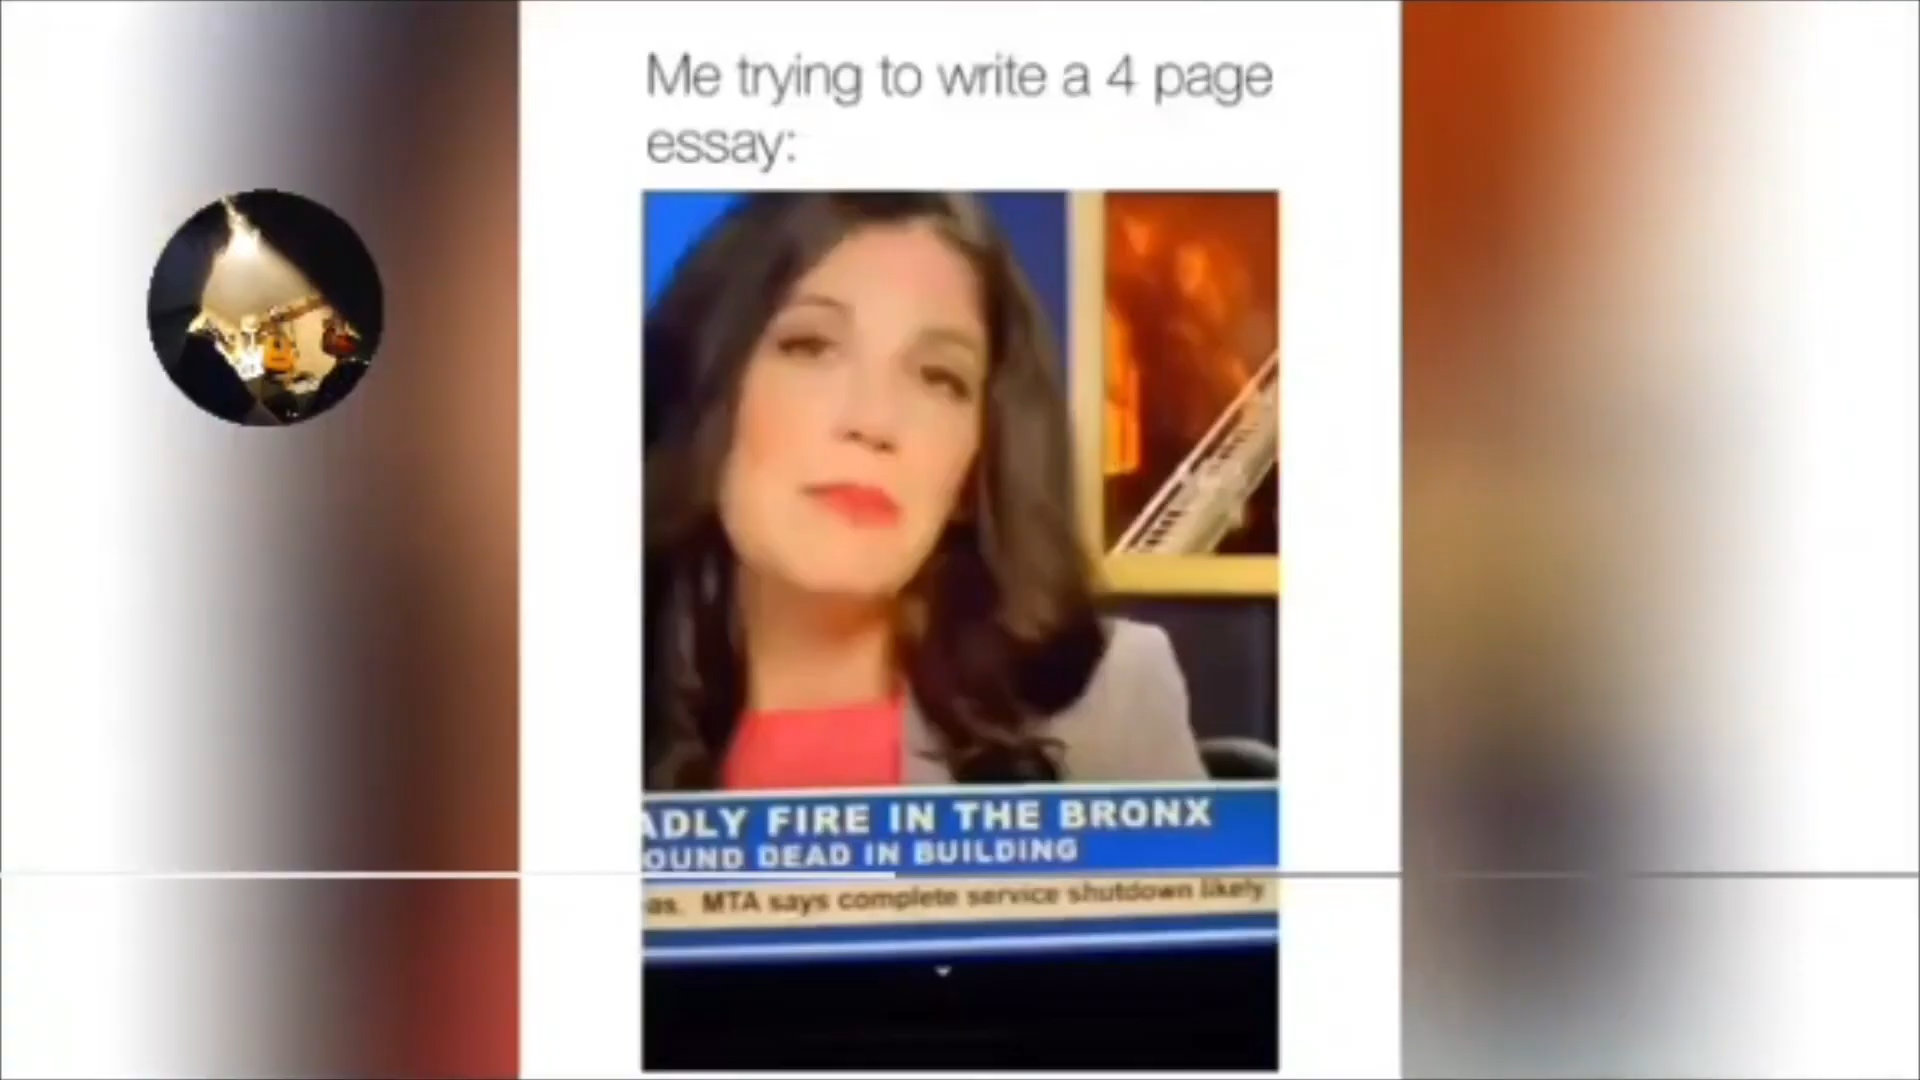 Me trying to write a 4 page
essay:
ADLY FIRE IN THE BRONX
OUND DEAD IN BUILDING
as. MTA says complete service shutdown likely